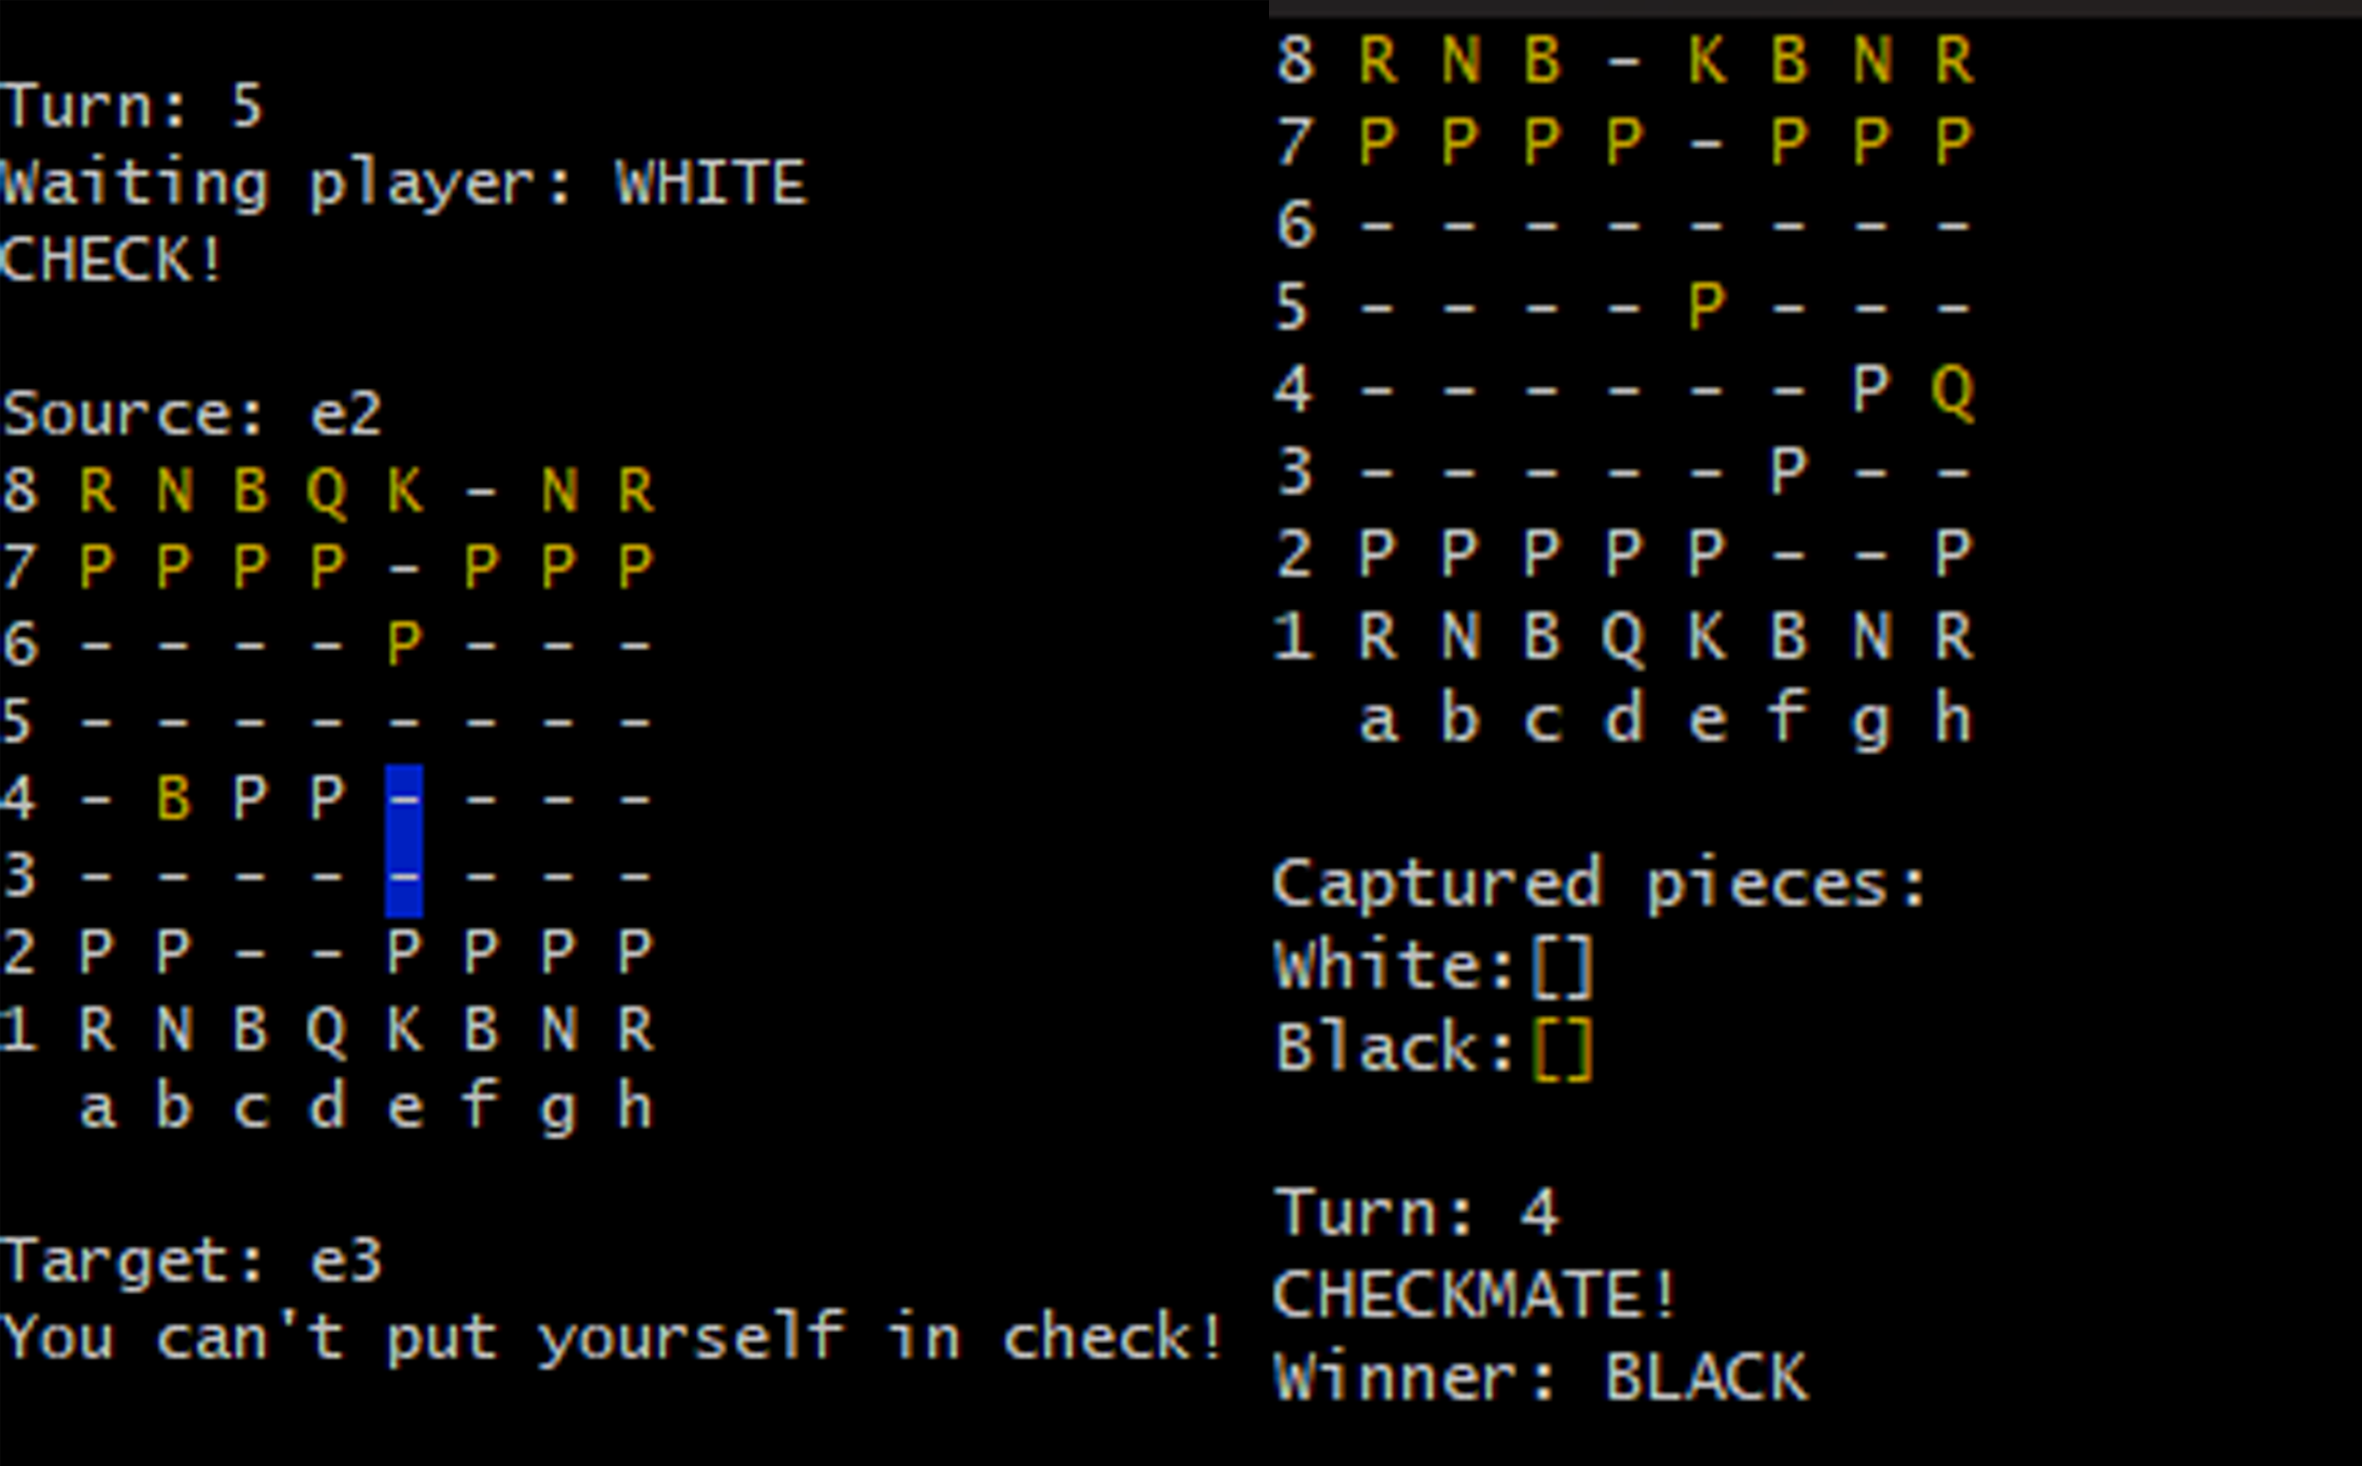 Turn: 5
Waiting player: WHITE
CHECK!
Source: e2
8 R N B Q K - N R
7 P P P P - P P P
6 - - - - P - - -
5 - - - - - - - -
4 - B P P - - - -
3 - - - - - - - -
2 P P - - P P P P
1 R N B Q K B N R
a b c d e f g h
Target: e3
You can't put yourself in check!
8 R N B - K B N R
7 P P P P - P P P
6 - - - - - - - -
5 - - - - P - - -
4 - - - - - - P Q
3 - - - - - P - -
2 P P P P P - - P
1 R N B Q K B N R
a b c d e f g h
Captured pieces:
White:[]
Black:[]
Turn: 4
CHECKMATE!
Winner: BLACK